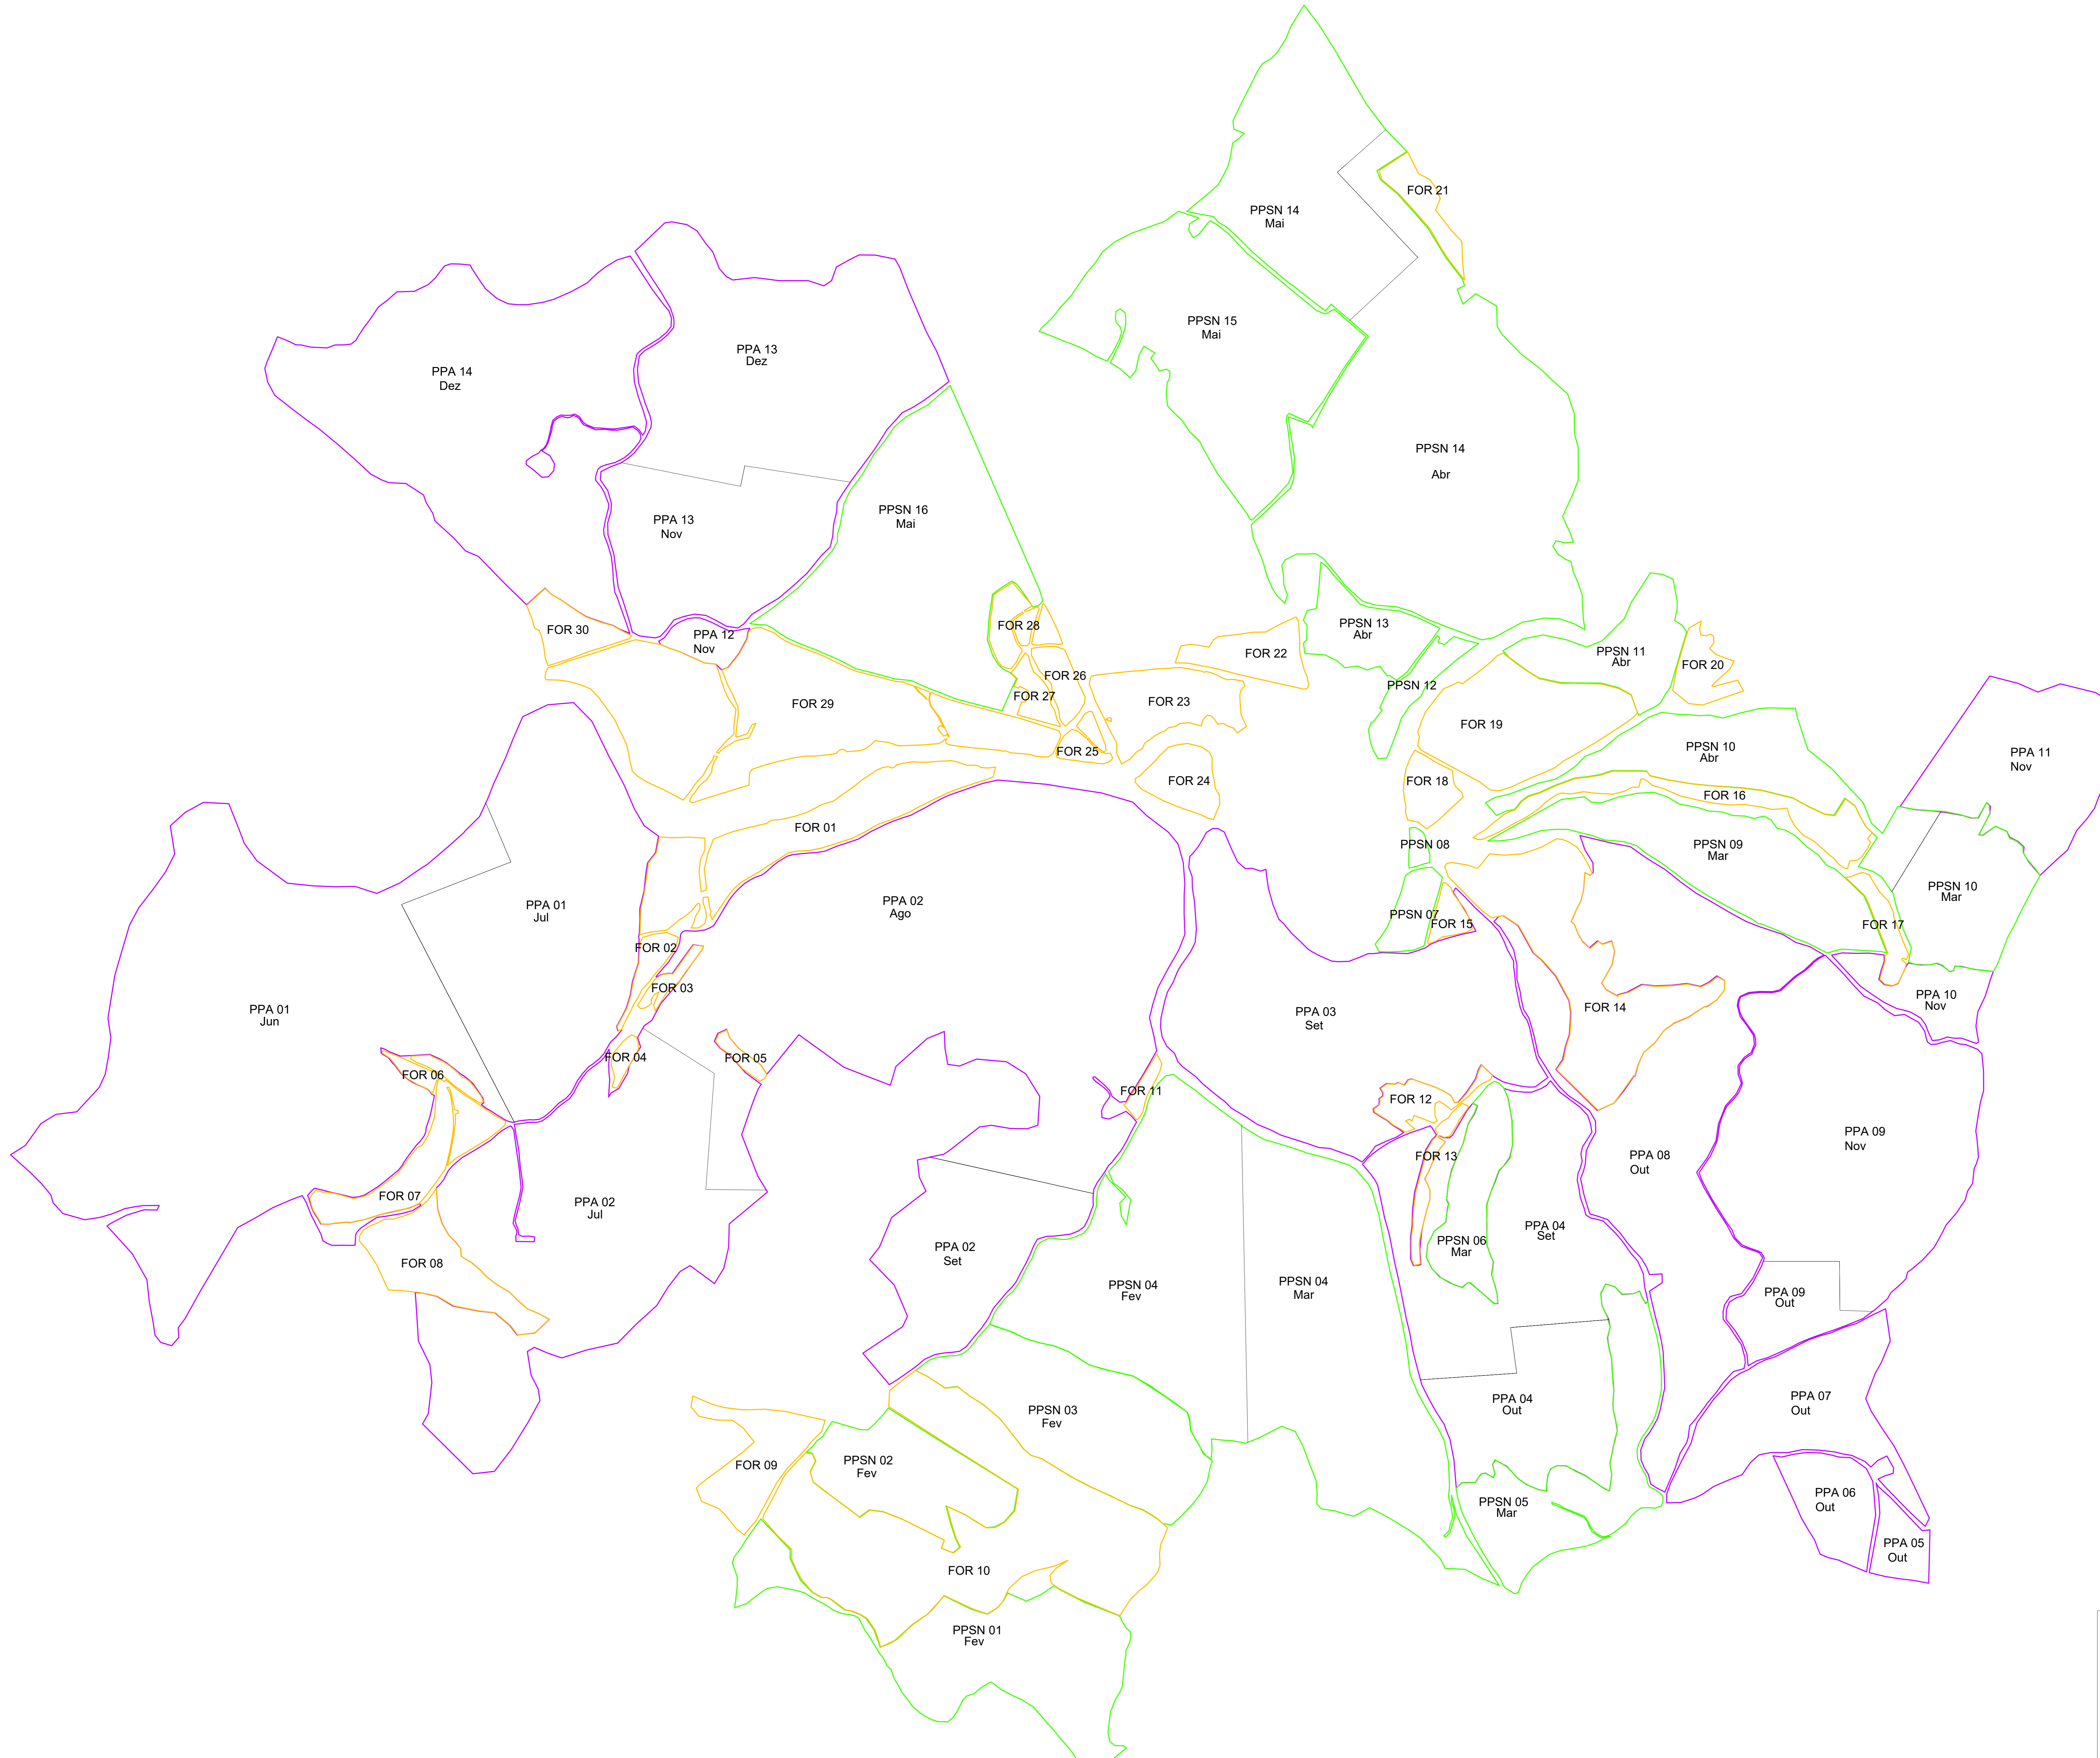 FOR 21
PPSN 14
Mai
PPSN 15
Mai
PPA 13
Dez
PPA 14
Dez
PPSN 14
Abr
PPSN 16
Mai
PPA 13
Nov
FOR 30
PPA 12
Nov
FOR 28
PPSN 13
Abr
FOR 22
PPSN 11
Abr
FOR 20
FOR 26
PPSN 12
FOR 27
FOR 29
FOR 23
FOR 19
FOR 25
PPSN 10
Abr
PPA 11
Nov
FOR 24
FOR 18
FOR 16
FOR 01
PPSN 08
PPSN 09
Mar
PPSN 10
Mar
PPA 01
Jul
PPA 02
Ago
PPSN 07
FOR 15
FOR 17
FOR 02
FOR 03
PPA 10
Nov
PPA 01
Jun
PPA 03
Set
FOR 14
FOR 04
FOR 05
FOR 06
FOR 11
FOR 12
PPA 09
Nov
FOR 13
PPA 08
Out
FOR 07
PPA 02
Jul
PPA 04
Set
PPSN 06
Mar
PPA 02
Set
FOR 08
PPSN 04
Fev
PPSN 04
Mar
PPA 09
Out
PPA 04
Out
PPA 07
Out
PPSN 03
Fev
PPSN 02
Fev
FOR 09
PPA 06
Out
PPSN 05
Mar
PPA 05
Out
FOR 10
PPSN 01
Fev